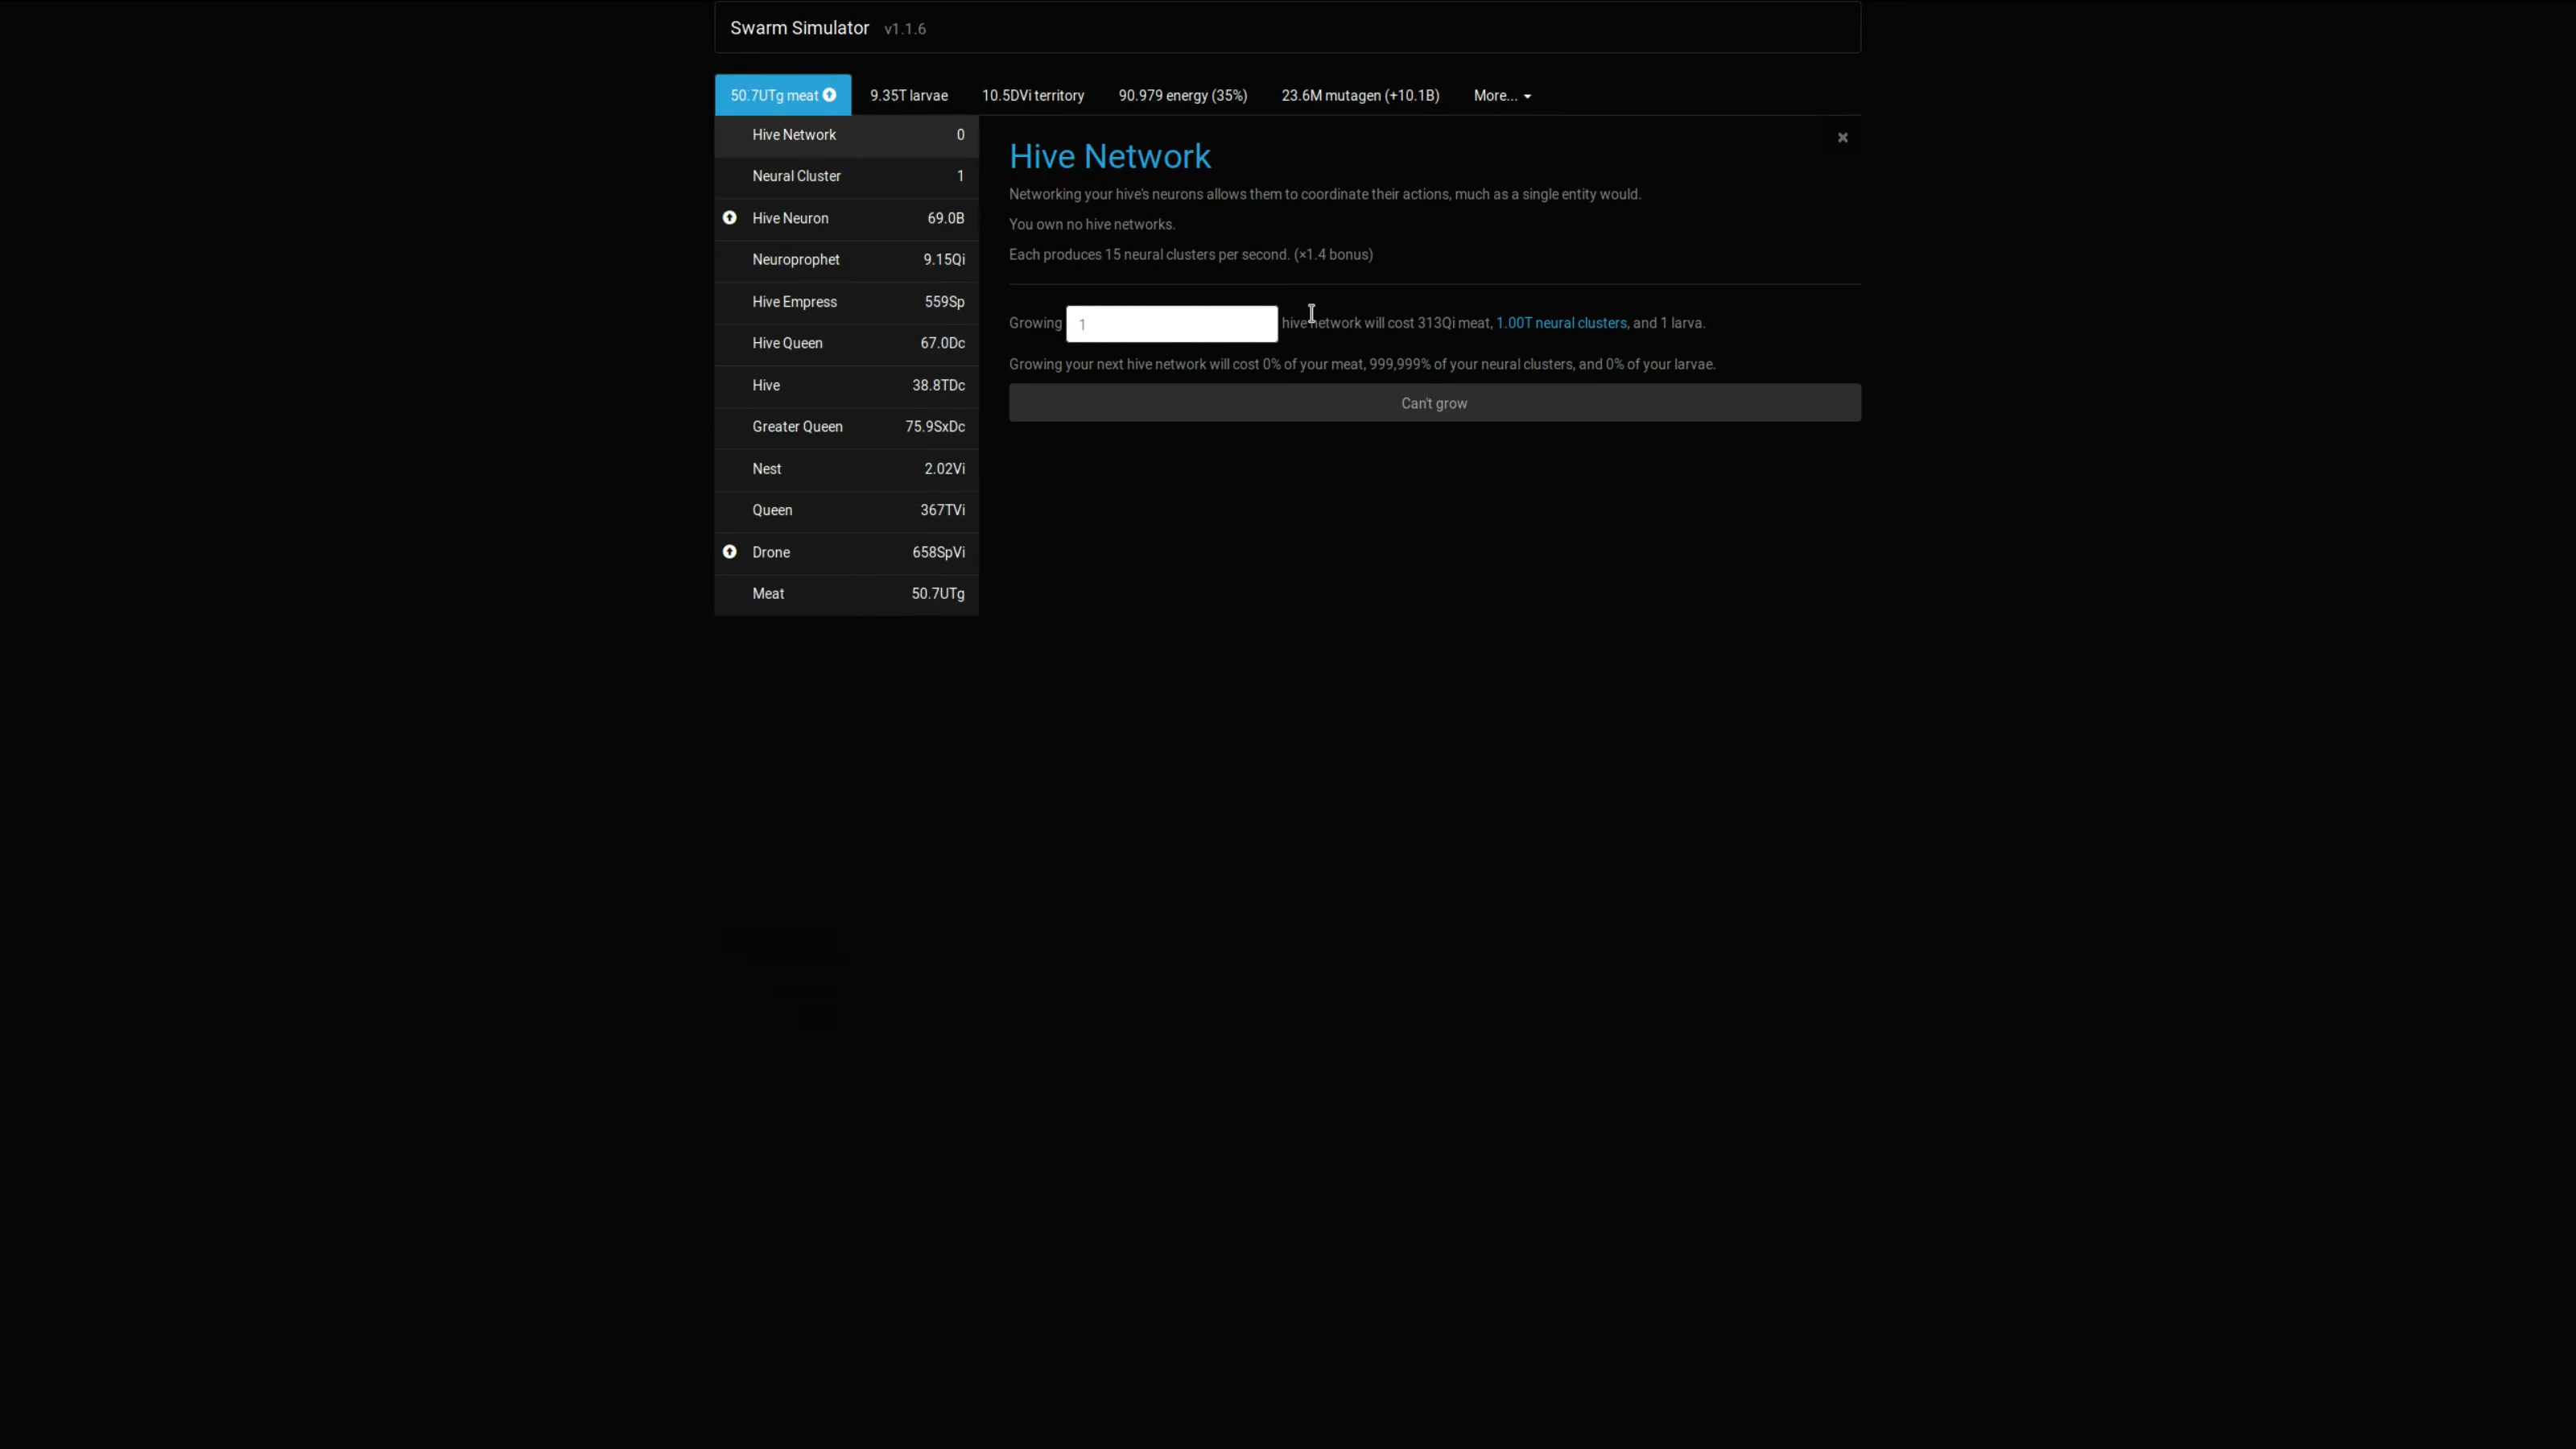 Swarm Simulator v1.1.6
50.7UTg meat 9.35T larvae 10.5DVi territory 90.979 energy (35%) 23.6M mutagen (+10.1B) More...
Hive Network 0
Neural Cluster 1
Hive Neuron 69.0B
Neuroprophet 9.15Qi
Hive Empress 559Sp
Hive Queen 67.0Dc
Hive 38.8TDc
Greater Queen 75.9SxDc
Nest 2.02Vi
Queen 367TVi
Drone 658SpVi
Meat 50.7UTg
Hive Network
Networking your hive's neurons allows them to coordinate their actions, much as a single entity would.
You own no hive networks.
Each produces 15 neural clusters per second. (×1.4 bonus)
Growing 1 hive network will cost 313Qi meat, 1.00T neural clusters, and 1 larva.
Growing your next hive network will cost 0% of your meat, 999,999% of your neural clusters, and 0% of your larvae.
Can't grow